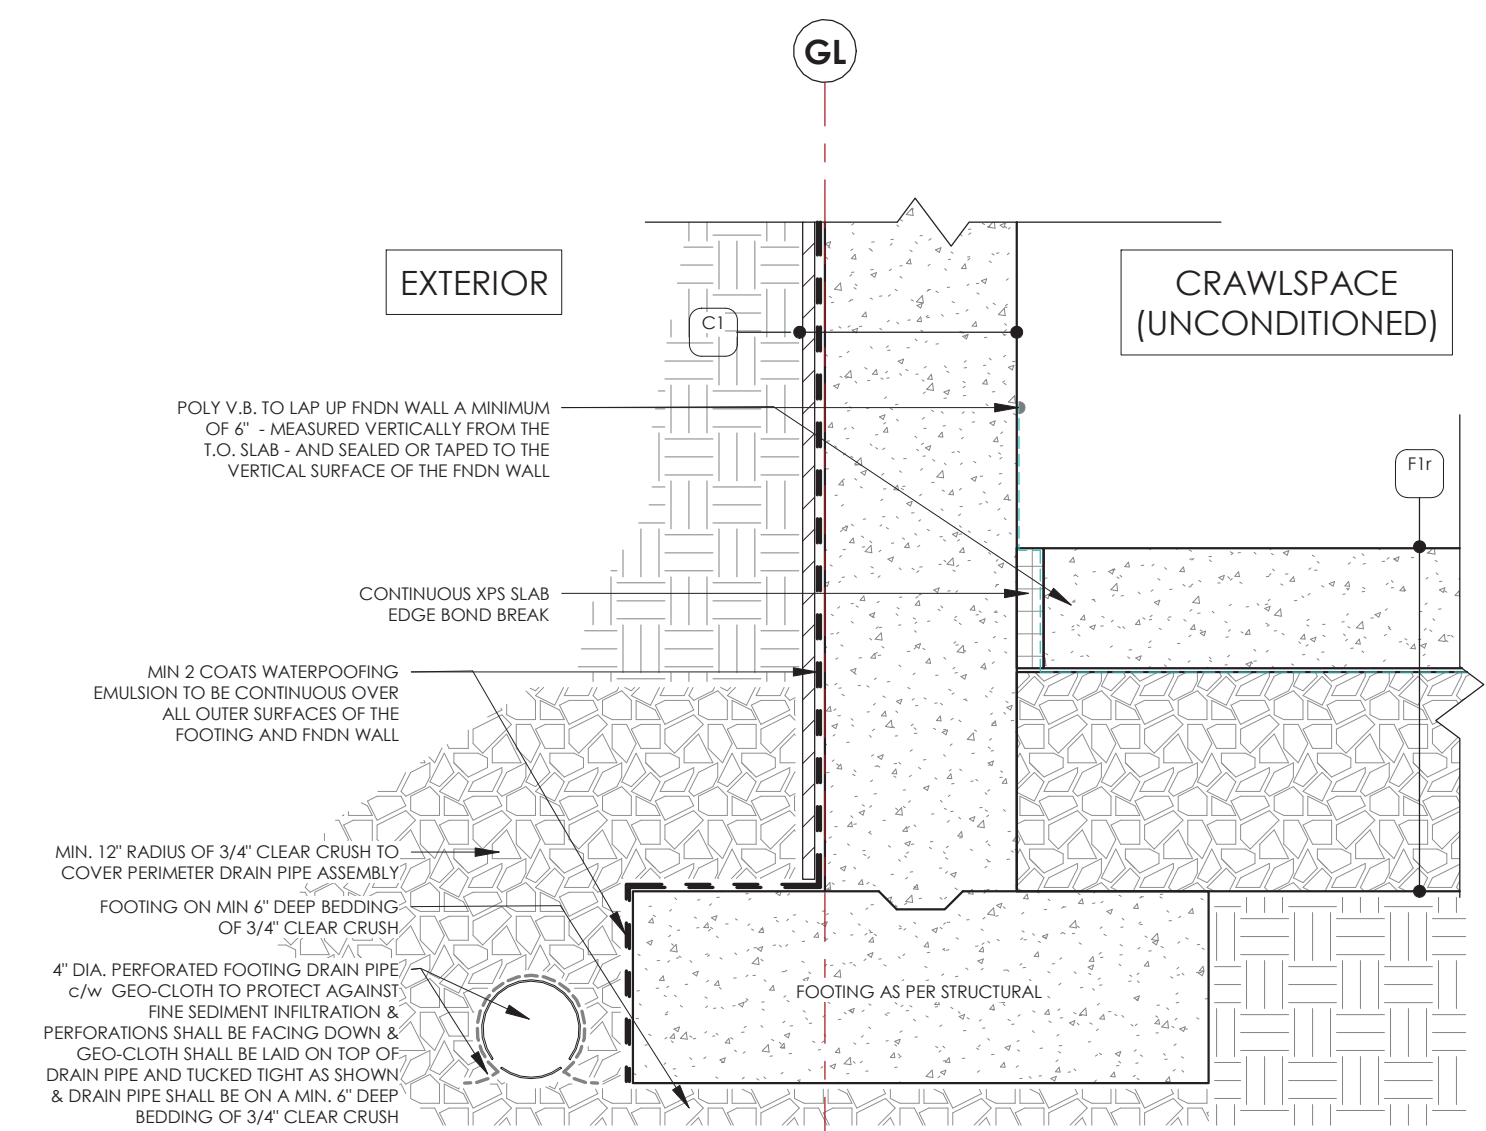 GL
EXTERIOR
CRAWLSPACE
(UNCONDITIONED)
C1
POLY V.B. TO LAP UP FNDN WALL A MINIMUM
OF 6" - MEASURED VERTICALLY FROM THE
T.O. SLAB - AND SEALED OR TAPED TO THE
VERTICAL SURFACE OF THE FNDN WALL
F1r
CONTINUOUS XPS SLAB
EDGE BOND BREAK
MIN 2 COATS WATERPOOFING
EMULSION TO BE CONTINUOUS OVER
ALL OUTER SURFACES OF THE
FOOTING AND FNDN WALL
MIN. 12" RADIUS OF 3/4" CLEAR CRUSH TO
COVER PERIMETER DRAIN PIPE ASSEMBLY
FOOTING ON MIN 6" DEEP BEDDING
OF 3/4" CLEAR CRUSH
4" DIA. PERFORATED FOOTING DRAIN PIPE
c/w GEO-CLOTH TO PROTECT AGAINST
FINE SEDIMENT INFILTRATION &
PERFORATIONS SHALL BE FACING DOWN &
GEO-CLOTH SHALL BE LAID ON TOP OF
DRAIN PIPE AND TUCKED TIGHT AS SHOWN
& DRAIN PIPE SHALL BE ON A MIN. 6" DEEP
BEDDING OF 3/4" CLEAR CRUSH
FOOTING AS PER STRUCTURAL